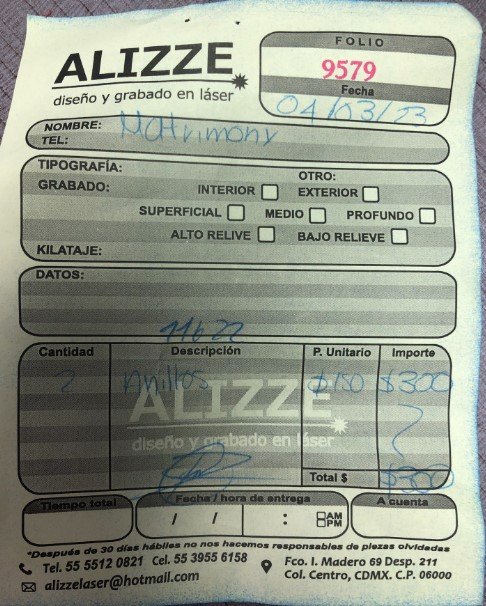 ALIZZE
diseño y grabado en láser
FOLIO
9579
Fecha
04/03/23
NOMBRE: Matrimony
TEL:
TIPOGRAFÍA:
OTRO:
GRABADO:
INTERIOR EXTERIOR
SUPERFICIAL MEDIO PROFUNDO
ALTO RELIVE BAJO RELIEVE
KILATAJE:
DATOS:
Cantidad Descripción P. Unitario Importe
2 Anillos $150 $300
ALIZZE
diseño y grabado en láser
Total $ $300
Tiempo total Fecha / hora de entrega A cuenta
/ / : AM
PM
*Después de 30 días hábiles no nos hacemos responsables de piezas olvidadas
Tel. 55 5512 0821 Cel. 55 3955 6158
alizzelaser@hotmail.com
Fco. I. Madero 69 Desp. 211
Col. Centro, CDMX. C.P. 06000